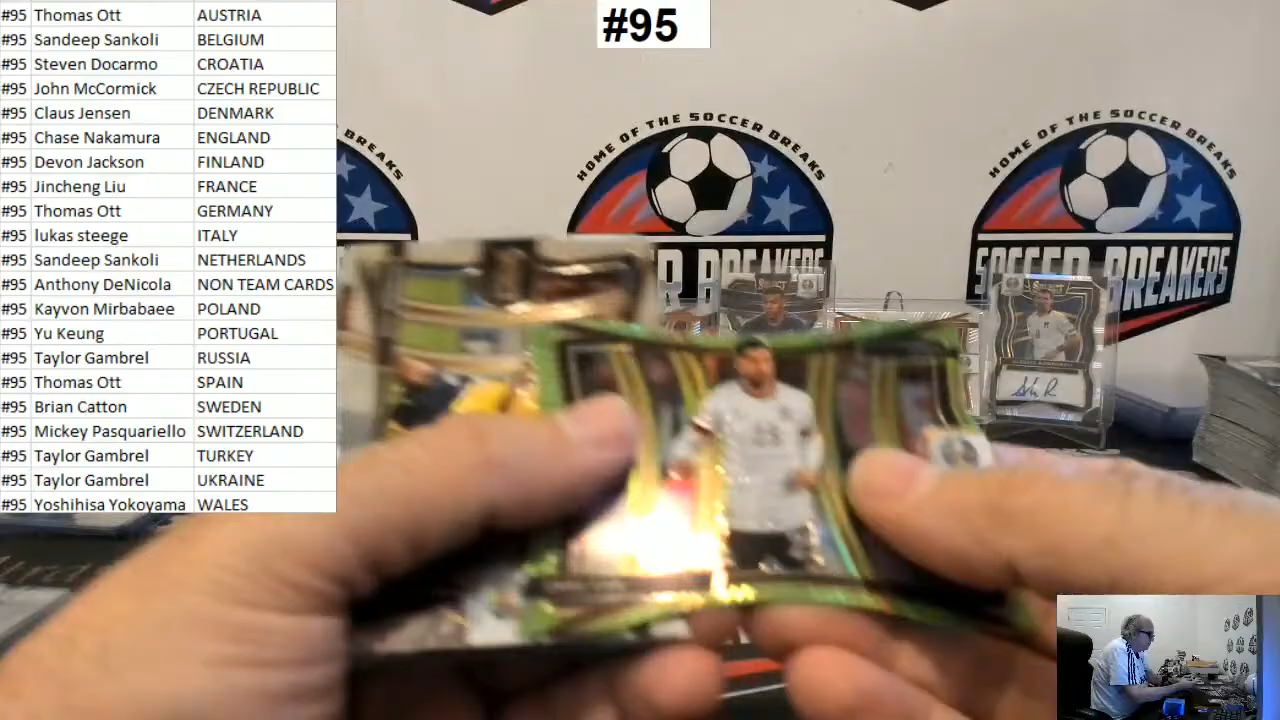 #95 Thomas Ott AUSTRIA
#95 Sandeep Sankoli BELGIUM
#95 Steven Docarmo CROATIA
#95 John McCormick CZECH REPUBLIC
#95 Claus Jensen DENMARK
#95 Chase Nakamura ENGLAND
#95 Devon Jackson FINLAND
#95 Jincheng Liu FRANCE
#95 Thomas Ott GERMANY
#95 lukas steege ITALY
#95 Sandeep Sankoli NETHERLANDS
#95 Anthony DeNicola NON TEAM CARDS
#95 Kayvon Mirbabaee POLAND
#95 Yu Keung PORTUGAL
#95 Taylor Gambrel RUSSIA
#95 Thomas Ott SPAIN
#95 Brian Catton SWEDEN
#95 Mickey Pasquariello SWITZERLAND
#95 Taylor Gambrel TURKEY
#95 Taylor Gambrel UKRAINE
#95 Yoshihisa Yokoyama WALES
#95
BREAKS
HOME OF THE SOCCER BREAKS
BREAKERS
HOME OF THE SOCCER BREAKS
SOCCER BREAKERS
SELECT